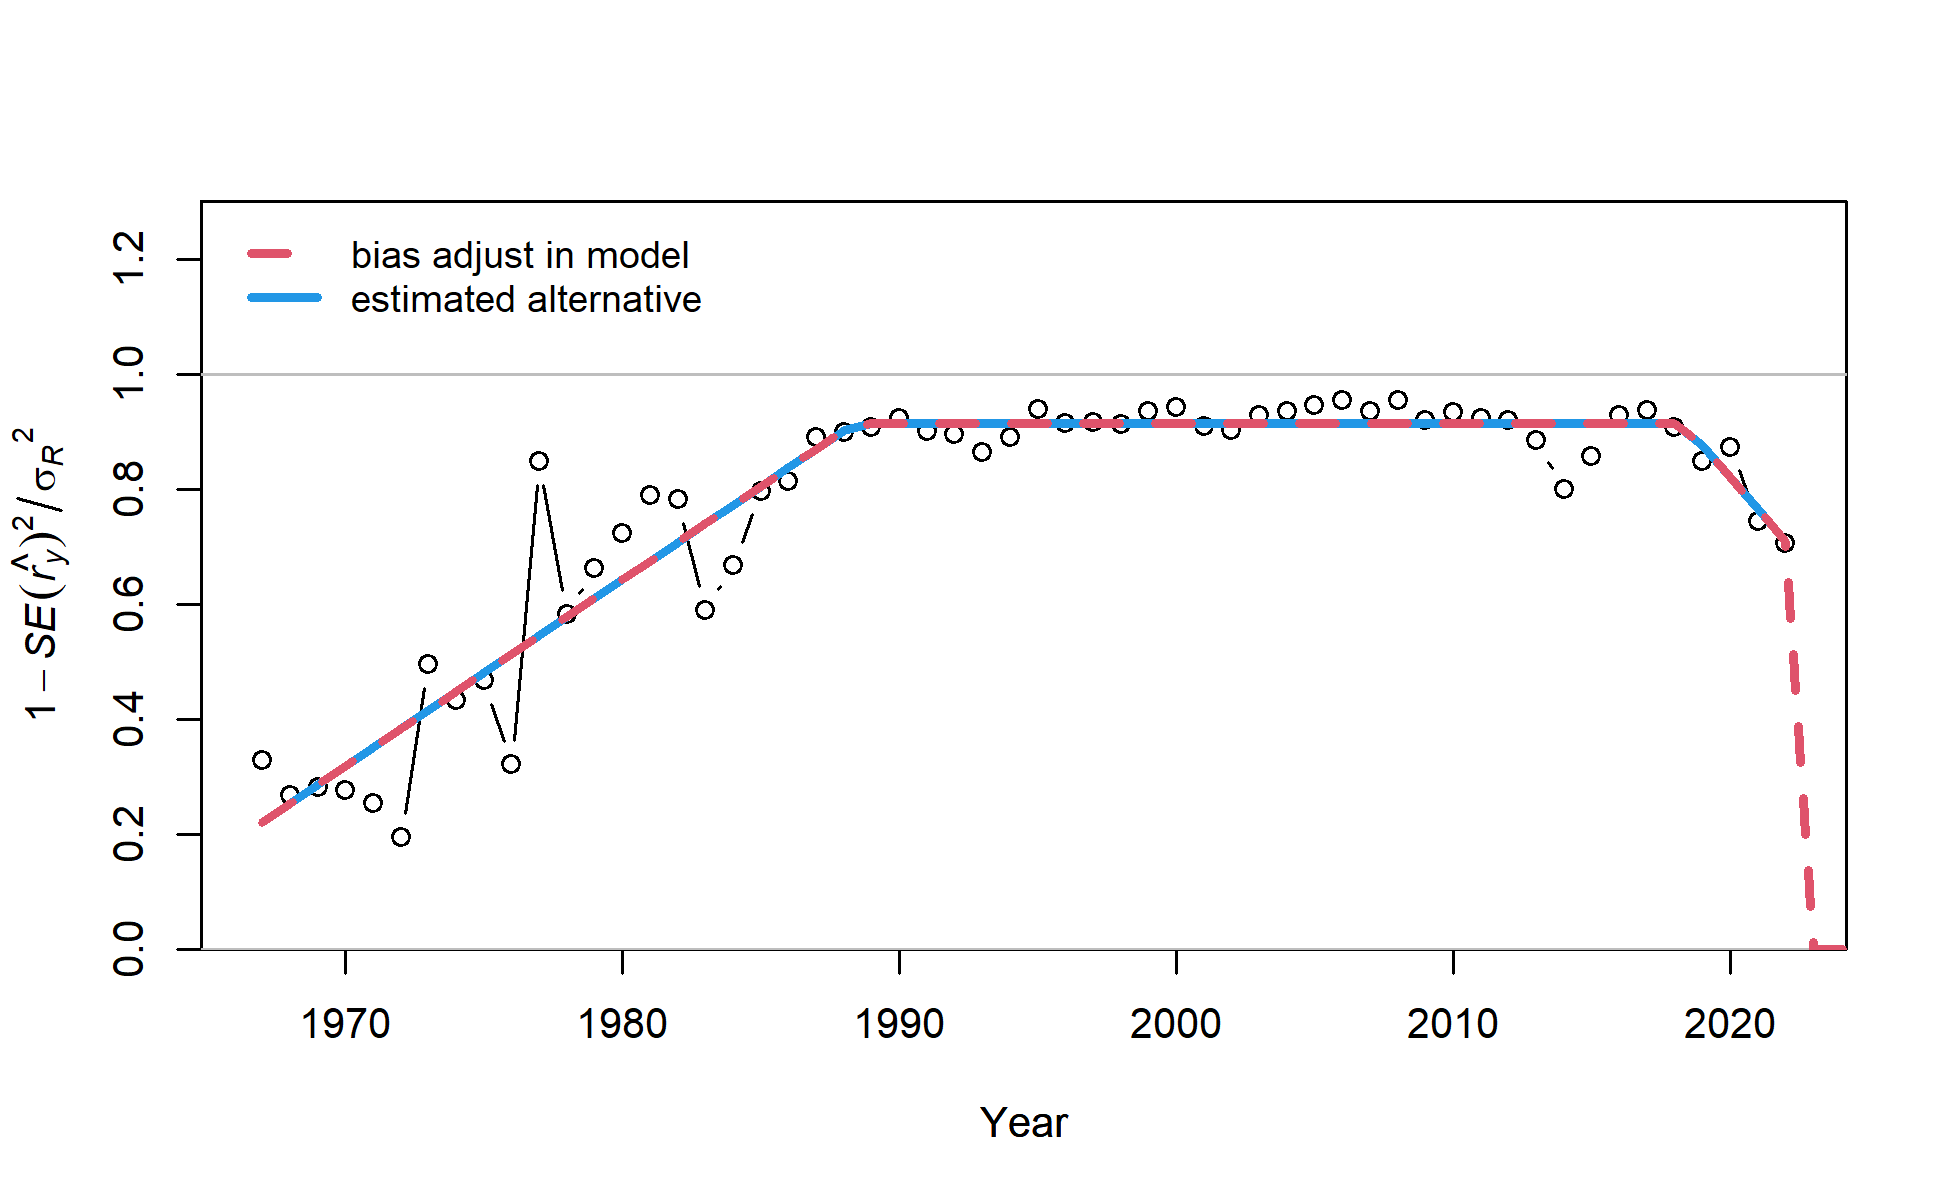 bias adjust in model
estimated alternative
1.2
1.0
0.8
0.6
0.4
0.2
0.0
1 − SE(r̂y)² / σR²
1970 1980 1990 2000 2010 2020
Year